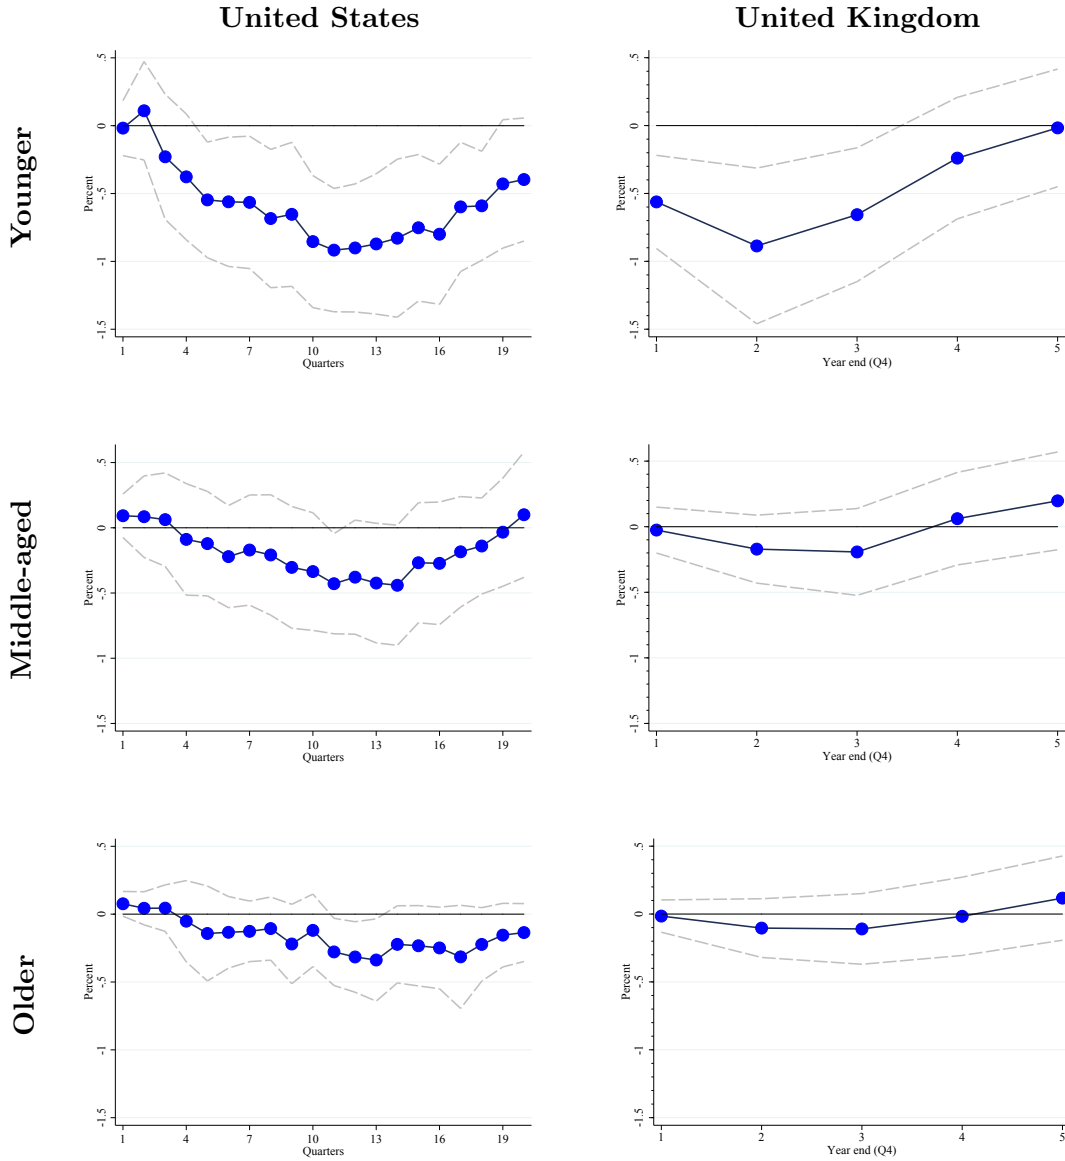 United States
United Kingdom
Younger
Percent
.5
0
-.5
-1
-1.5
1 4 7 10 13 16 19
Quarters
Percent
.5
0
-.5
-1
-1.5
1 2 3 4 5
Year end (Q4)
Middle-aged
Percent
.5
0
-.5
-1
-1.5
1 4 7 10 13 16 19
Quarters
Percent
.5
0
-.5
-1
-1.5
1 2 3 4 5
Year end (Q4)
Older
Percent
.5
0
-.5
-1
-1.5
1 4 7 10 13 16 19
Quarters
Percent
.5
0
-.5
-1
-1.5
1 2 3 4 5
Year end (Q4)